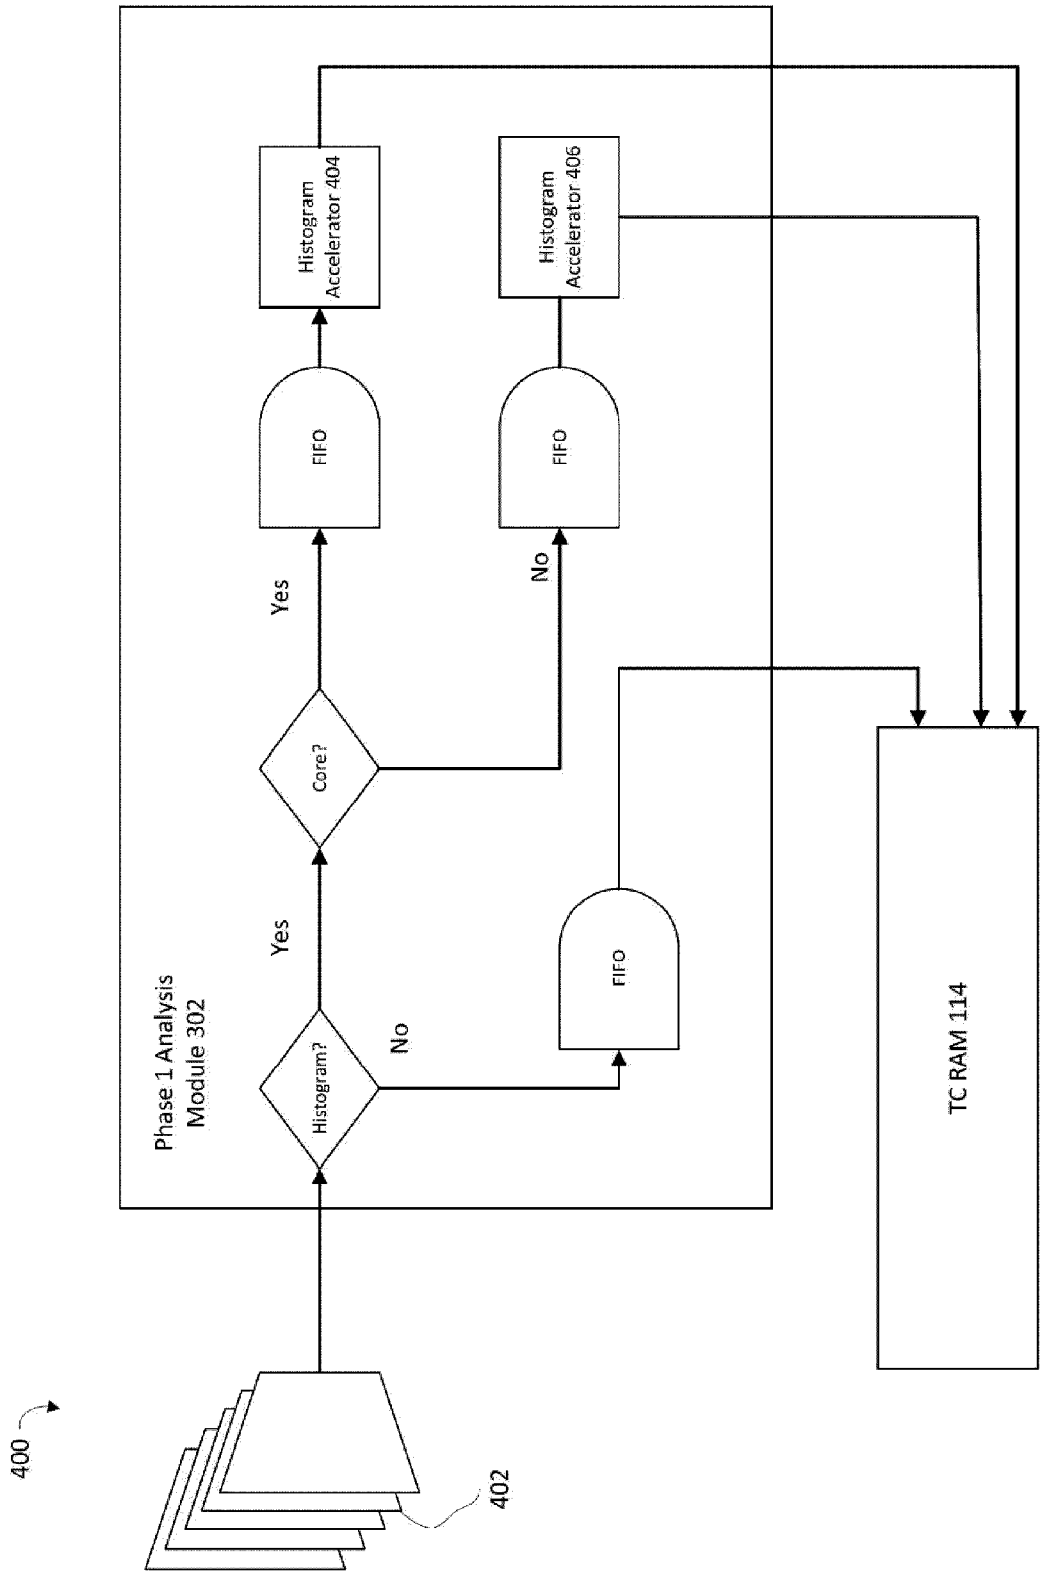 400
402
Phase 1 Analysis
Module 302
Histogram?
Yes
No
Core?
Yes
No
FIFO
FIFO
FIFO
Histogram
Accelerator 404
Histogram
Accelerator 406
TC RAM 114